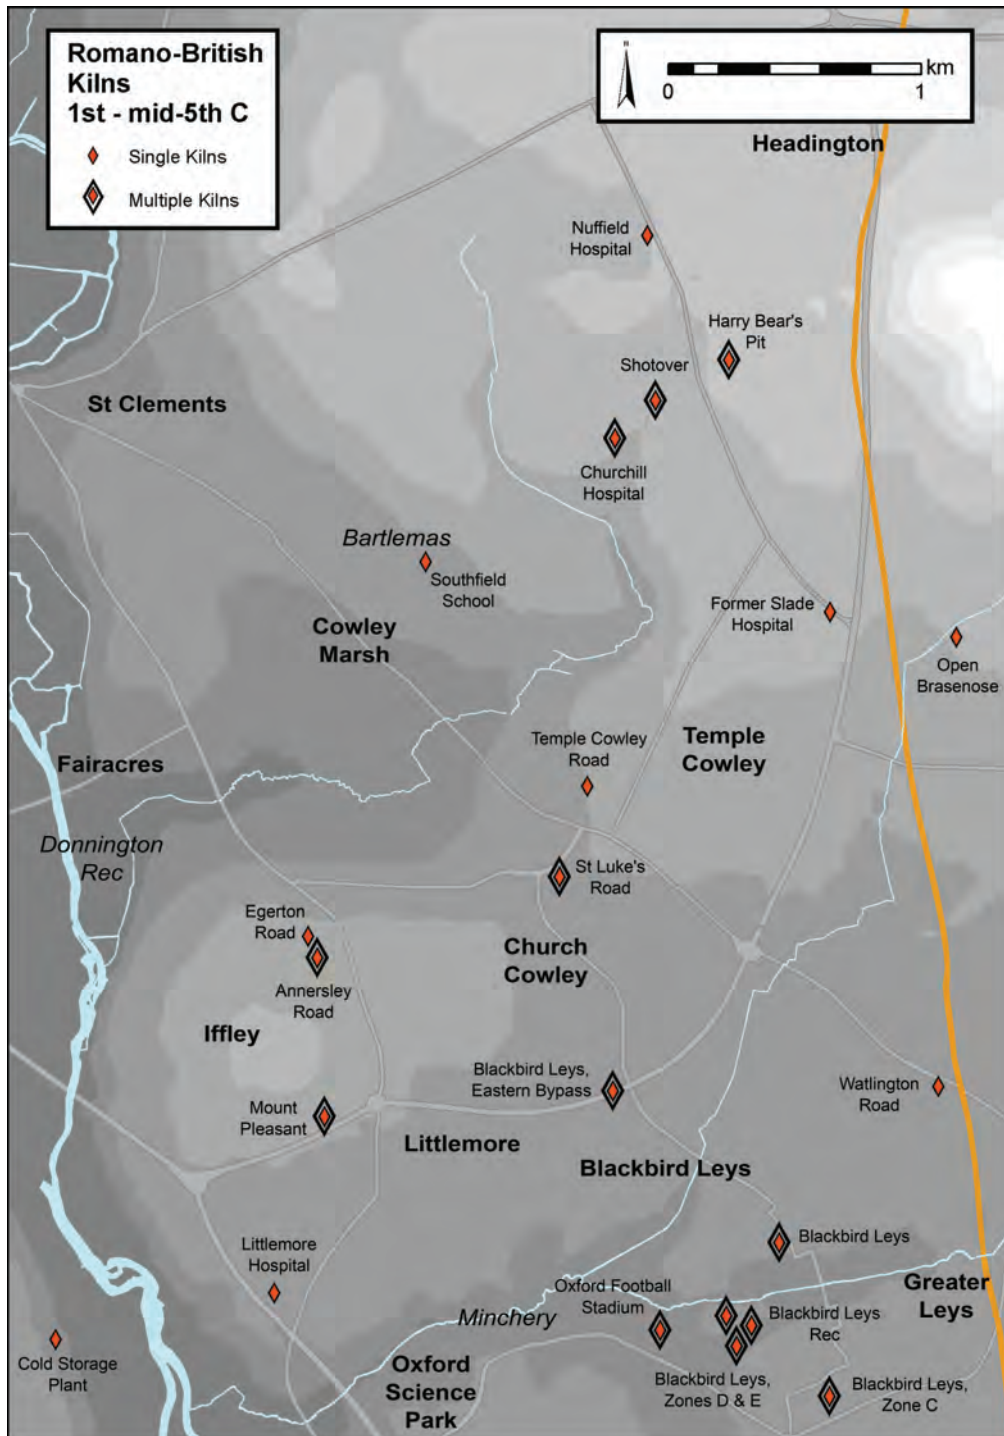 Romano-British
Kilns
1st - mid-5th C
Single Kilns
Multiple Kilns
N
km
0
1
Headington
Nuffield
Hospital
Harry Bear's
Pit
Shotover
St Clements
Churchill
Hospital
Bartlemas
Southfield
School
Former Slade
Hospital
Cowley
Marsh
Open
Brasenose
Temple Cowley
Road
Temple
Cowley
Fairacres
Donnington
Rec
St Luke's
Road
Egerton
Road
Church
Cowley
Annersley
Road
Iffley
Blackbird Leys,
Eastern Bypass
Watlington
Road
Mount
Pleasant
Littlemore
Blackbird Leys
Blackbird Leys
Littlemore
Hospital
Oxford Football
Stadium
Greater
Leys
Minchery
Blackbird Leys
Rec
Cold Storage
Plant
Oxford
Science
Park
Blackbird Leys,
Zones D & E
Blackbird Leys,
Zone C